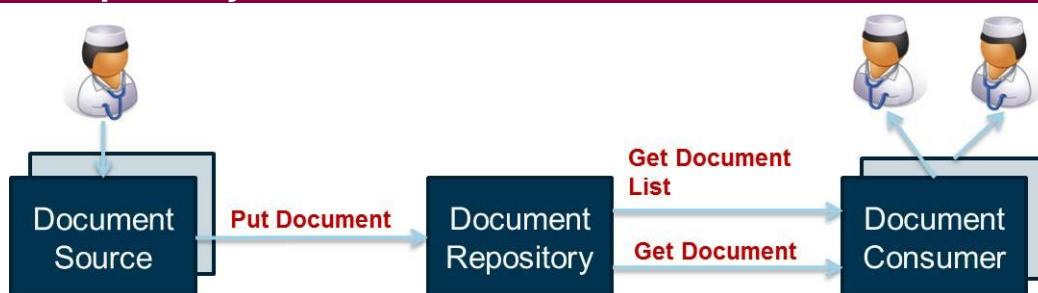 Get Document
List
Document
Source
Put Document
Document
Repository
Get Document
Document
Consumer